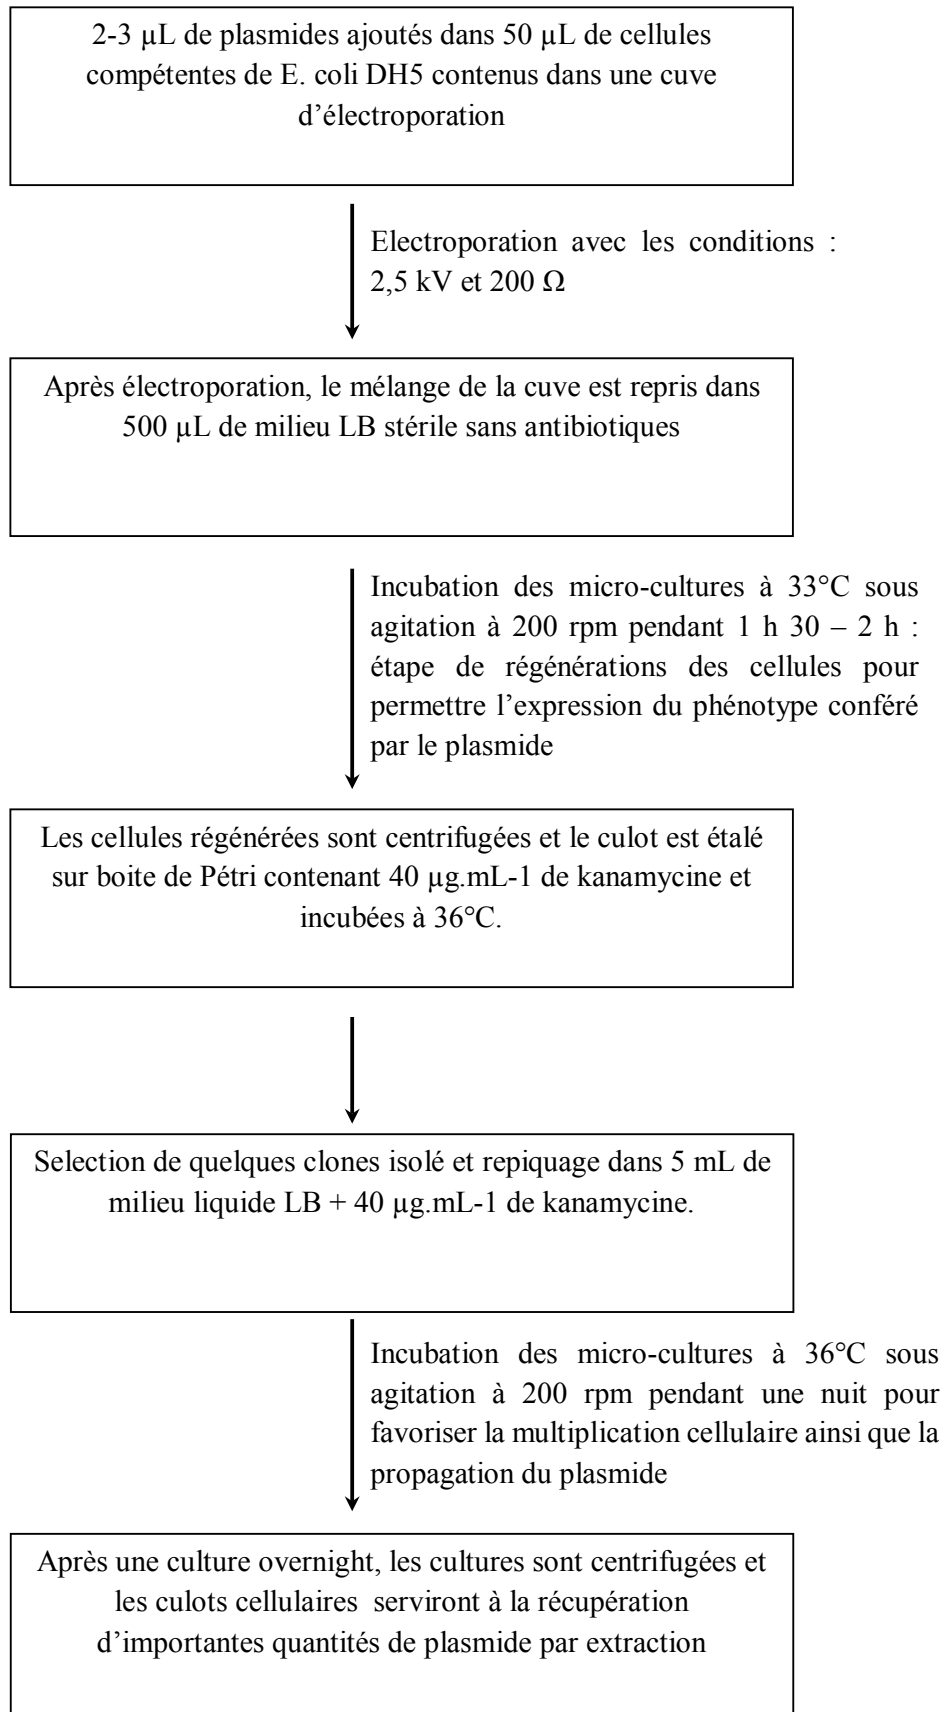 2-3 µL de plasmides ajoutés dans 50 µL de cellules
compétentes de E. coli DH5 contenus dans une cuve
d’électroporation
Electroporation avec les conditions :
2,5 kV et 200 Ω
Après électroporation, le mélange de la cuve est repris dans
500 µL de milieu LB stérile sans antibiotiques
Incubation des micro-cultures à 33°C sous
agitation à 200 rpm pendant 1 h 30 – 2 h :
étape de régénérations des cellules pour
permettre l’expression du phénotype conféré
par le plasmide
Les cellules régénérées sont centrifugées et le culot est étalé
sur boite de Pétri contenant 40 µg.mL-1 de kanamycine et
incubées à 36°C.
Selection de quelques clones isolé et repiquage dans 5 mL de
milieu liquide LB + 40 µg.mL-1 de kanamycine.
Incubation des micro-cultures à 36°C sous
agitation à 200 rpm pendant une nuit pour
favoriser la multiplication cellulaire ainsi que la
propagation du plasmide
Après une culture overnight, les cultures sont centrifugées et
les culots cellulaires serviront à la récupération
d’importantes quantités de plasmide par extraction